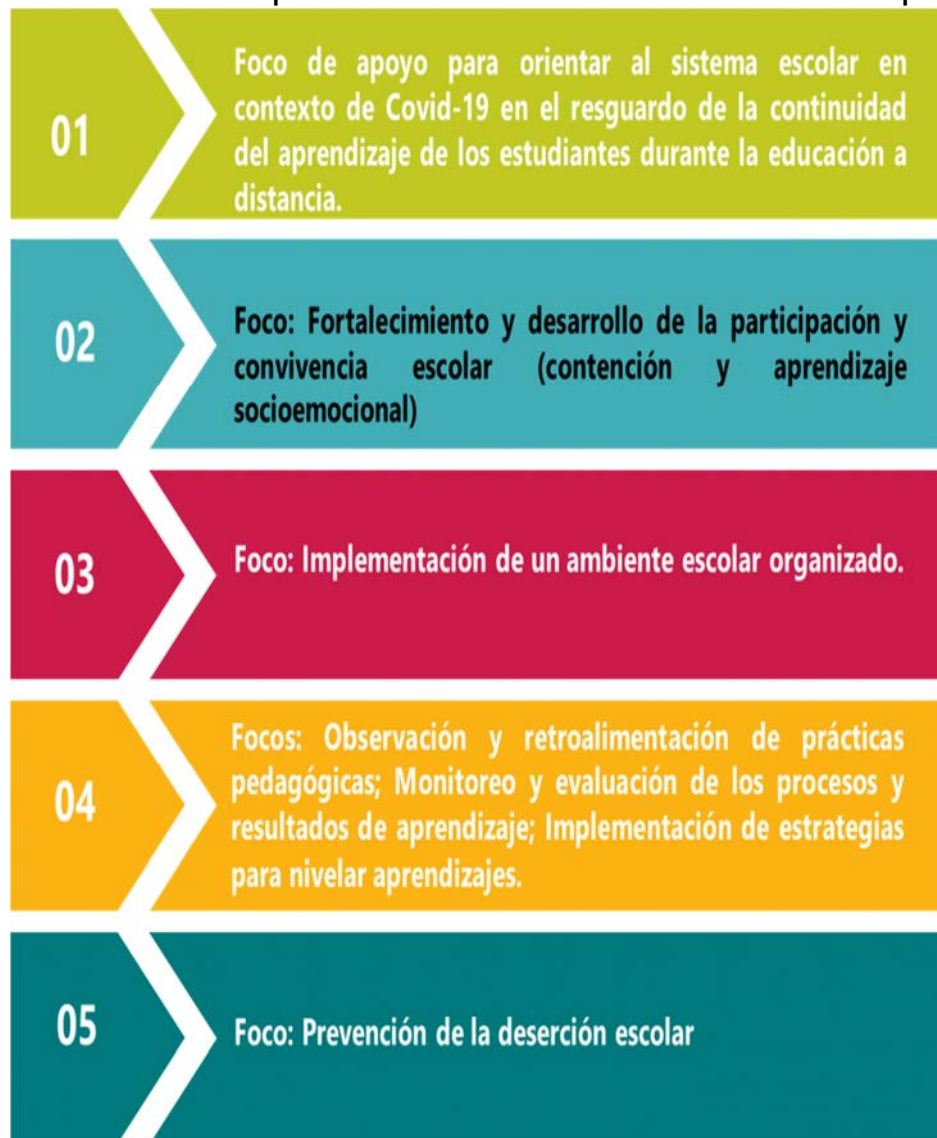 01
Foco de apoyo para orientar al sistema escolar en
contexto de Covid-19 en el resguardo de la continuidad
del aprendizaje de los estudiantes durante la educación a
distancia.
02
Foco: Fortalecimiento y desarrollo de la participación y
convivencia escolar (contención y aprendizaje
socioemocional)
03
Foco: Implementación de un ambiente escolar organizado.
04
Focos: Observación y retroalimentación de prácticas
pedagógicas; Monitoreo y evaluación de los procesos y
resultados de aprendizaje; Implementación de estrategias
para nivelar aprendizajes.
05
Foco: Prevención de la deserción escolar